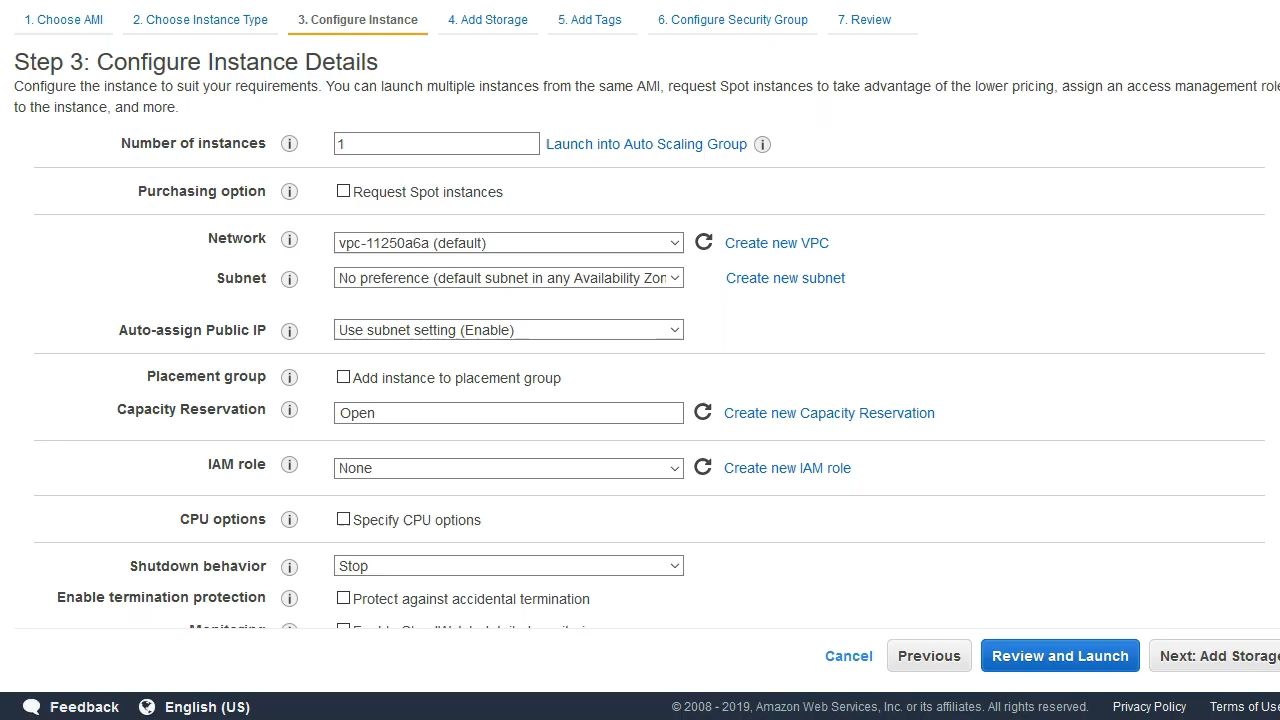 1. Choose AMI 2. Choose Instance Type 3. Configure Instance 4. Add Storage 5. Add Tags 6. Configure Security Group 7. Review
Step 3: Configure Instance Details
Configure the instance to suit your requirements. You can launch multiple instances from the same AMI, request Spot instances to take advantage of the lower pricing, assign an access management role
to the instance, and more.
Number of instances 1 Launch into Auto Scaling Group
Purchasing option Request Spot instances
Network vpc-11250a6a (default) Create new VPC
Subnet No preference (default subnet in any Availability Zon Create new subnet
Auto-assign Public IP Use subnet setting (Enable)
Placement group Add instance to placement group
Capacity Reservation Open Create new Capacity Reservation
IAM role None Create new IAM role
CPU options Specify CPU options
Shutdown behavior Stop
Enable termination protection Protect against accidental termination
Monitoring
Cancel Previous Review and Launch Next: Add Storage
Feedback English (US) © 2008 - 2019, Amazon Web Services, Inc. or its affiliates. All rights reserved. Privacy Policy Terms of Use